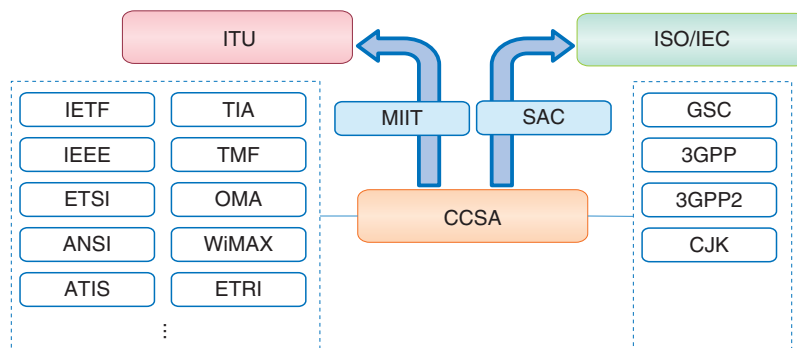 ITU
ISO/IEC
MIIT
SAC
IETF
TIA
IEEE
TMF
ETSI
OMA
ANSI
WiMAX
ATIS
ETRI
⋮
CCSA
GSC
3GPP
3GPP2
CJK